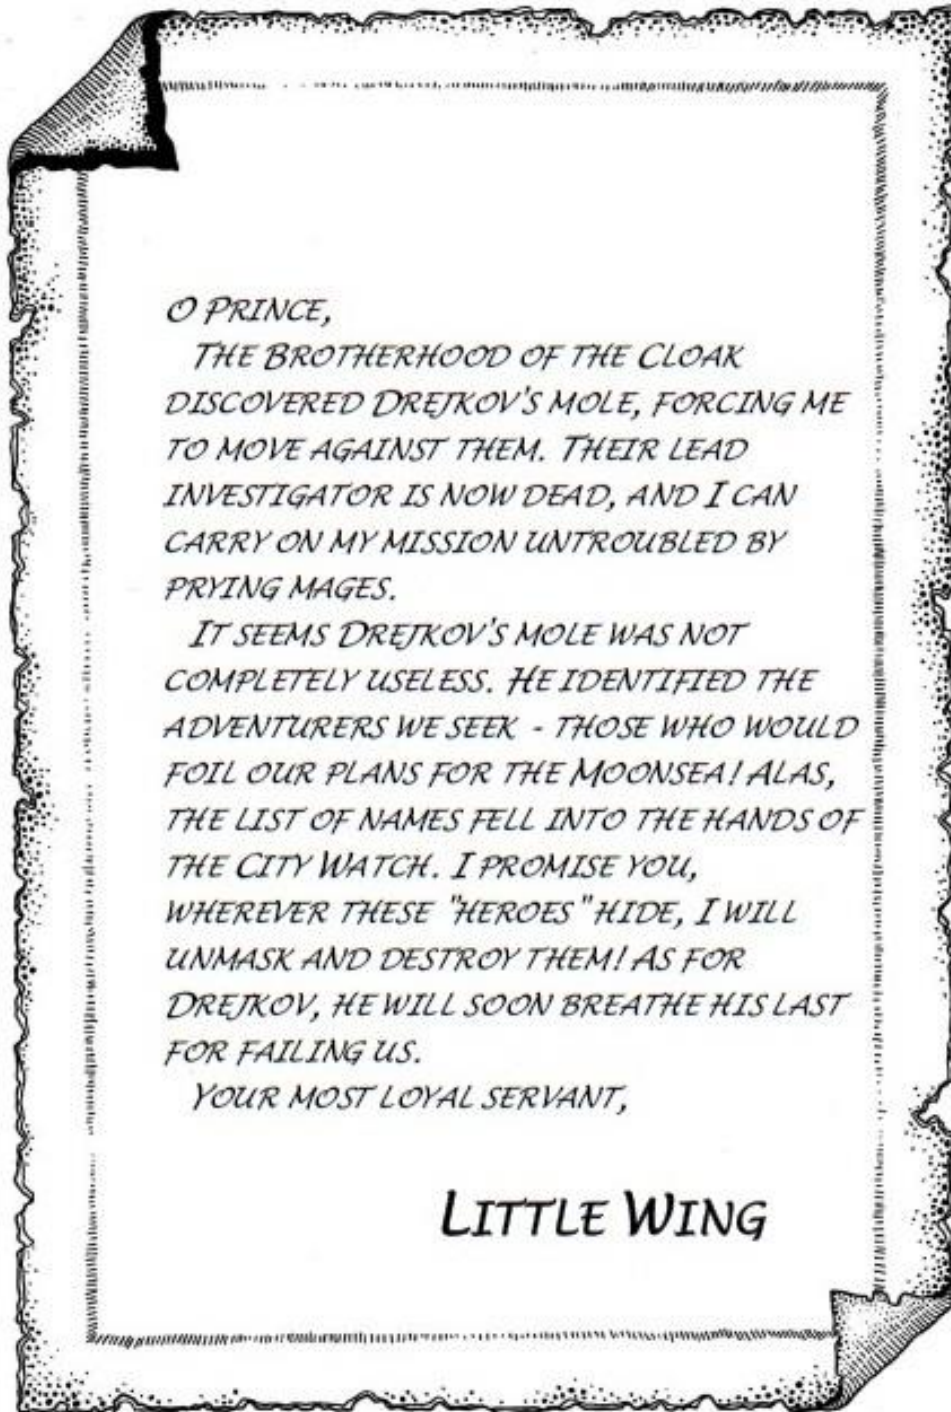 O PRINCE,
THE BROTHERHOOD OF THE CLOAK
DISCOVERED DREJKOV'S MOLE, FORCING ME
TO MOVE AGAINST THEM. THEIR LEAD
INVESTIGATOR IS NOW DEAD, AND I CAN
CARRY ON MY MISSION UNTROUBLED BY
PRYING MAGES.
IT SEEMS DREJKOV'S MOLE WAS NOT
COMPLETELY USELESS. HE IDENTIFIED THE
ADVENTURERS WE SEEK - THOSE WHO WOULD
FOIL OUR PLANS FOR THE MOONSEA! ALAS,
THE LIST OF NAMES FELL INTO THE HANDS OF
THE CITY WATCH. I PROMISE YOU,
WHEREVER THESE "HEROES" HIDE, I WILL
UNMASK AND DESTROY THEM! AS FOR
DREJKOV, HE WILL SOON BREATHE HIS LAST
FOR FAILING US.
YOUR MOST LOYAL SERVANT,
LITTLE WING